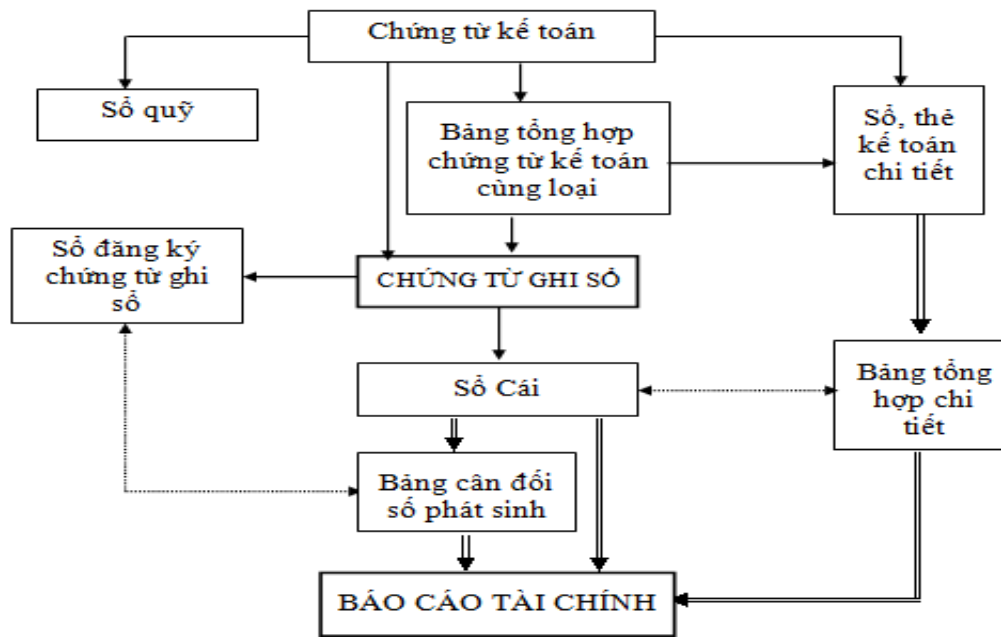 Chứng từ kế toán
Sổ quỹ
Bảng tổng hợp
chứng từ kế toán
cùng loại
Sổ, thẻ
kế toán
chi tiết
Sổ đăng ký
chứng từ ghi
sổ
CHỨNG TỪ GHI SỔ
Sổ Cái
Bảng tổng
hợp chi
tiết
Bảng cân đối
số phát sinh
BÁO CÁO TÀI CHÍNH